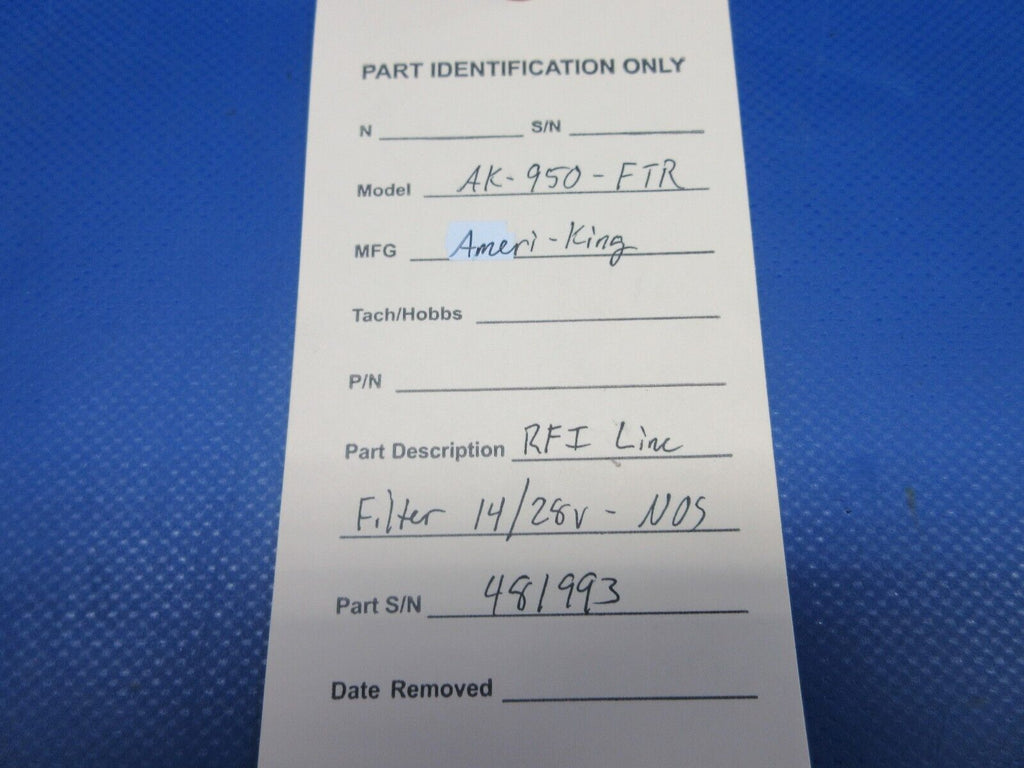 PART IDENTIFICATION ONLY
N S/N
Model AK-950-FTR
MFG Ameri-King
Tach/Hobbs
P/N
Part Description RFI Line
Filter 14/28v - NOS
Part S/N 481993
Date Removed